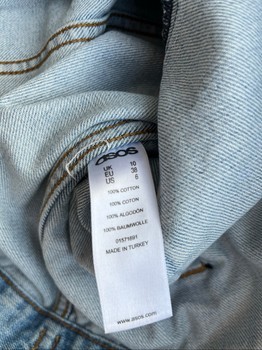 asos
UK 10
EU 38
US 6
100% COTTON
100% COTON
100% ALGODÓN
100% BAUMWOLLE
01571691
MADE IN TURKEY
www.asos.com